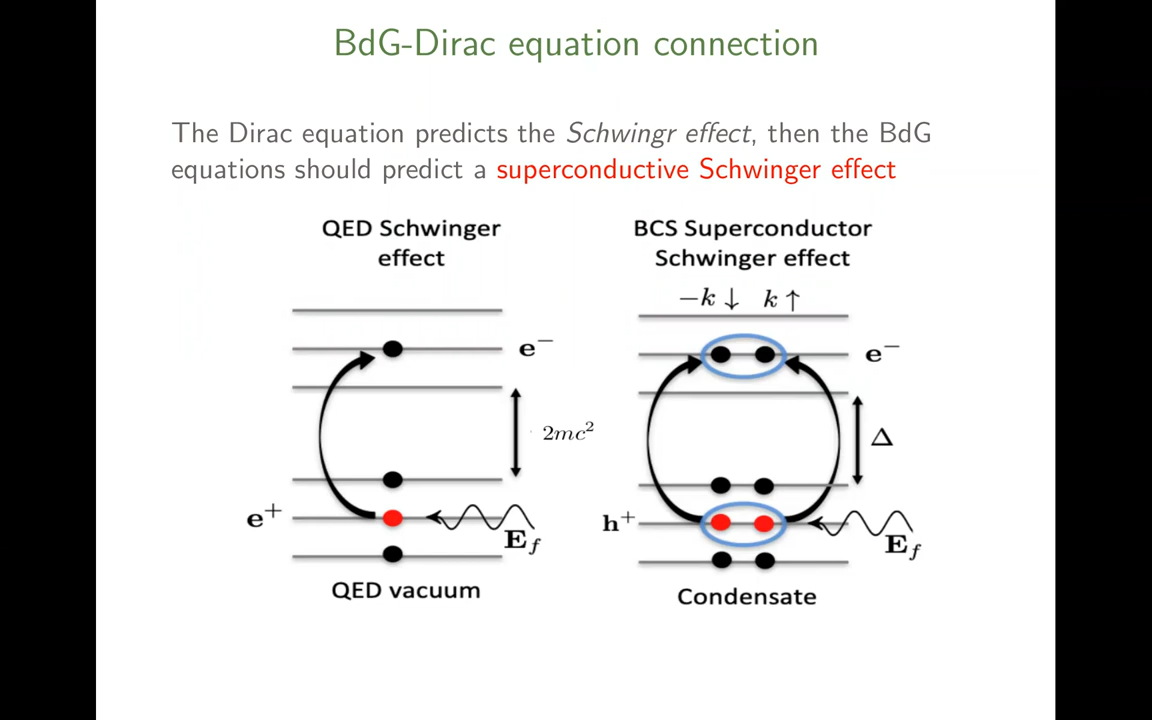 BdG-Dirac equation connection
The Dirac equation predicts the Schwingr effect, then the BdG
equations should predict a superconductive Schwinger effect
QED Schwinger
effect
e⁻
2mc²
e⁺
E_f
QED vacuum
BCS Superconductor
Schwinger effect
−k ↓ k ↑
e⁻
Δ
h⁺
E_f
Condensate